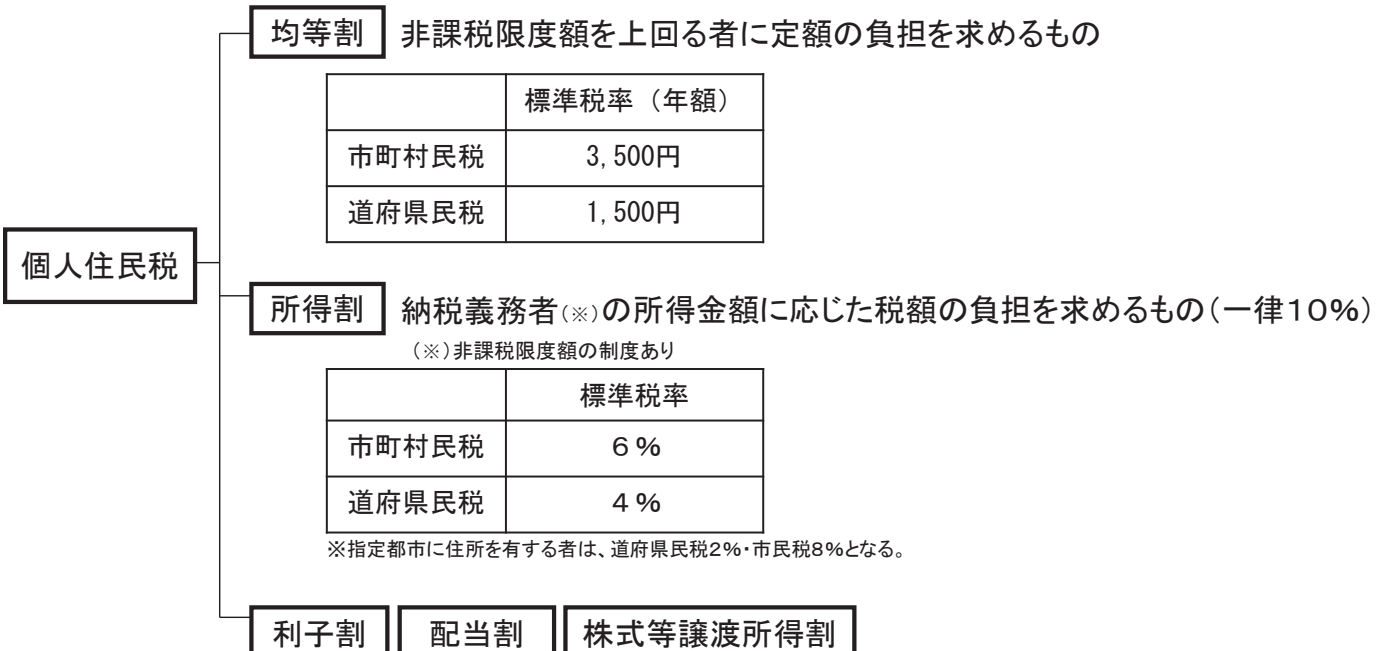 均等割 非課税限度額を上回る者に定額の負担を求めるもの
標準税率（年額）
市町村民税 3,500円
道府県民税 1,500円
個人住民税
所得割 納税義務者（※）の所得金額に応じた税額の負担を求めるもの（一律１０％）
（※）非課税限度額の制度あり
標準税率
市町村民税 ６％
道府県民税 ４％
※指定都市に住所を有する者は、道府県民税２％・市民税８％となる。
利子割 配当割 株式等譲渡所得割